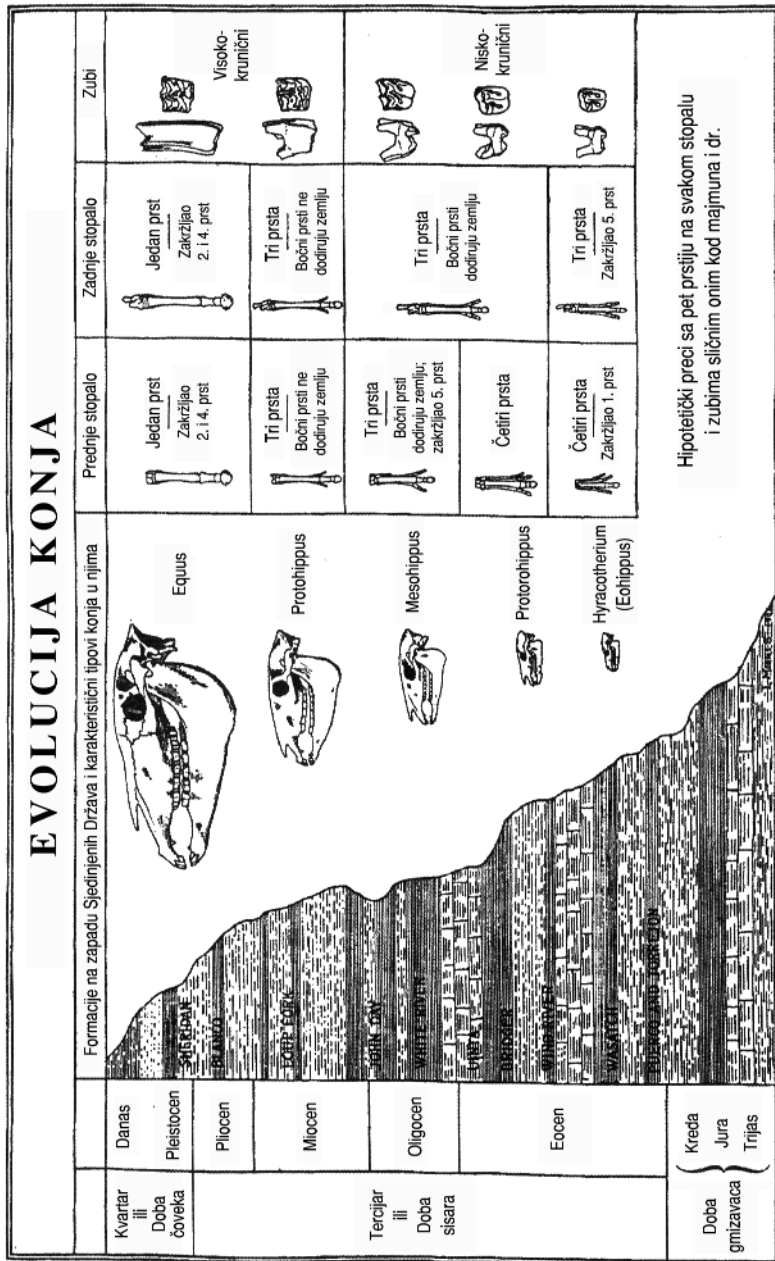 EVOLUCIJA KONJA
Formacije na zapadu Sjedinjenih Država i karakteristični tipovi konja u njima
Prednje stopalo
Zadnje stopalo
Zubi
Kvartar
ili
Doba
čoveka
Danas
Pleistocen
SHERIDAN
Equus
Jedan prst
Zakržljao
2. i 4. prst
Jedan prst
Zakržljao
2. i 4. prst
Visoko-
krunični
Tercijar
ili
Doba
sisara
Pliocen
BLANCO
Miocen
LOUP FORK
Protohippus
Tri prsta
Bočni prsti ne
dodiruju zemlju
Tri prsta
Bočni prsti ne
dodiruju zemlju
Oligocen
JOHN DAY
WHITE RIVER
Mesohippus
Tri prsta
Bočni prsti
dodiruju zemlju;
zakržljao 5. prst
Tri prsta
Bočni prsti
dodiruju zemlju
Nisko-
krunični
Eocen
UINTA
BRIDGER
WIND RIVER
WASATCH
PUERCO AND TORREJON
Protorohippus
Četiri prsta
Hyracotherium
(Eohippus)
Četiri prsta
Zakržljao 1. prst
Tri prsta
Zakržljao 5. prst
Doba
gmizavaca
Kreda
Jura
Trijas
Hipotetički preci sa pet prstiju na svakom stopalu
i zubima sličnim onim kod majmuna i dr.